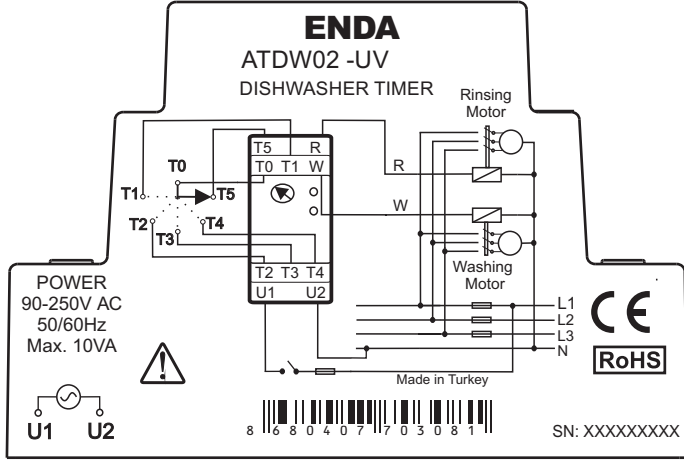 ENDA
ATDW02 -UV
DISHWASHER TIMER
Rinsing
Motor
T5 R
T0 T1 W
T0
T1 T5
T2 T4
T3
R
W
T2 T3 T4
U1 U2
Washing
Motor
POWER
90-250V AC
50/60Hz
Max. 10VA
L1
L2
L3
N
CE
RoHS
Made in Turkey
U1 U2
8 680407 703081
SN: XXXXXXXXX